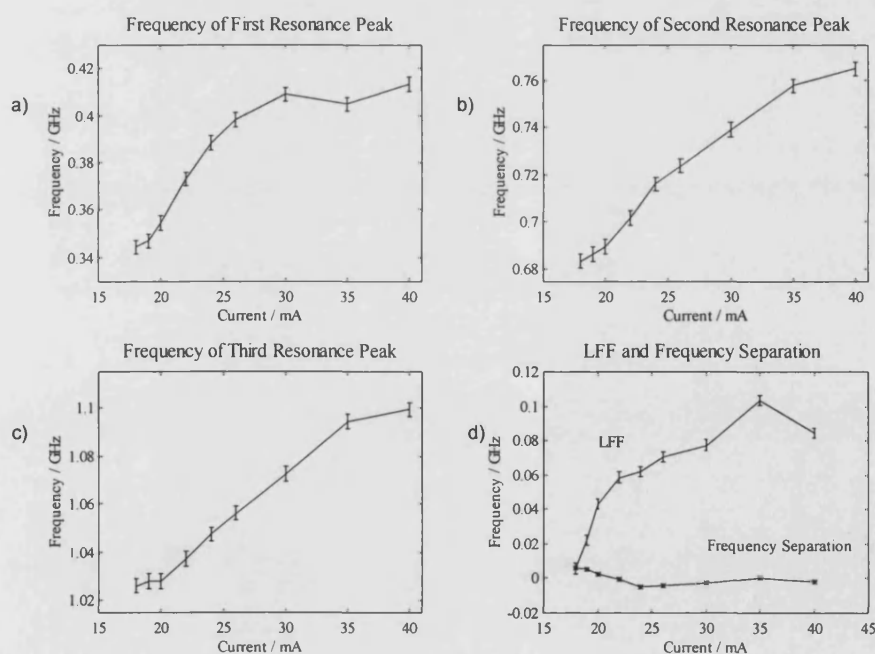 Frequency of First Resonance Peak
a)
Frequency / GHz
0.42
0.4
0.38
0.36
0.34
15 20 25 30 35 40
Current / mA
Frequency of Second Resonance Peak
b)
Frequency / GHz
0.76
0.74
0.72
0.7
0.68
15 20 25 30 35 40
Current / mA
Frequency of Third Resonance Peak
c)
Frequency / GHz
1.1
1.08
1.06
1.04
1.02
15 20 25 30 35 40
Current / mA
LFF and Frequency Separation
d)
Frequency / GHz
0.12
0.1
0.08
0.06
0.04
0.02
0
-0.02
LFF
Frequency Separation
15 20 25 30 35 40 45
Current / mA